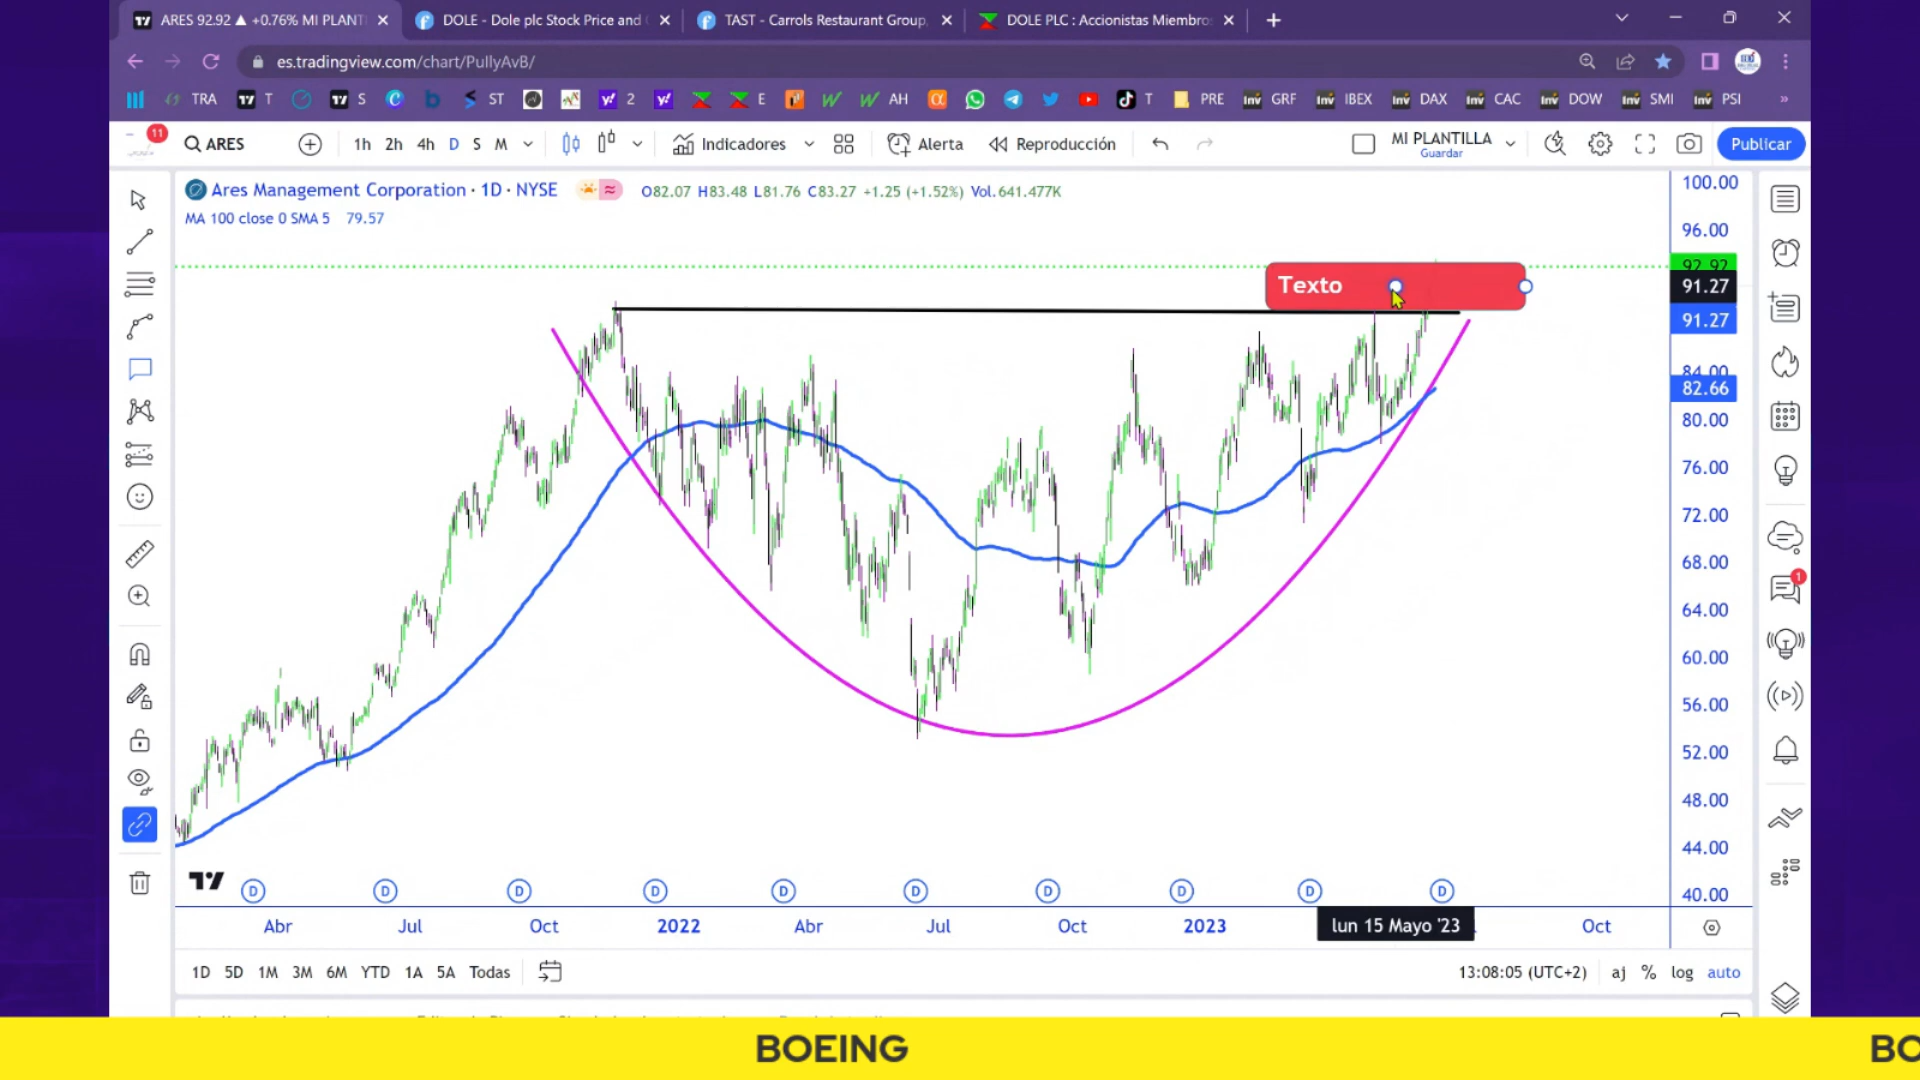 ARES 92.92 ▲ +0.76% MI PLANT
DOLE - Dole plc Stock Price and
TAST - Carrols Restaurant Group,
DOLE PLC : Accionistas Miembro
es.tradingview.com/chart/PuIIyAvB/
TRA
T
S
ST
2
E
AH
T
PRE
GRF
IBEX
DAX
CAC
DOW
SMI
PSI
»
11
ARES
1h 2h 4h D S M
Indicadores
Alerta
Reproducción
MI PLANTILLA
Guardar
Publicar
Ares Management Corporation · 1D · NYSE
O82.07 H83.48 L81.76 C83.27 +1.25 (+1.52%) Vol.641.477K
MA 100 close 0 SMA 5 79.57
Texto
100.00
96.00
92.92
91.27
91.27
84.00
82.66
80.00
76.00
72.00
68.00
64.00
60.00
56.00
52.00
48.00
44.00
40.00
1
D D D D D D D D D D
Abr Jul Oct 2022 Abr Jul Oct 2023 lun 15 Mayo '23 Oct
1D 5D 1M 3M 6M YTD 1A 5A Todas
13:08:05 (UTC+2) aj % log auto
BOEING
BO